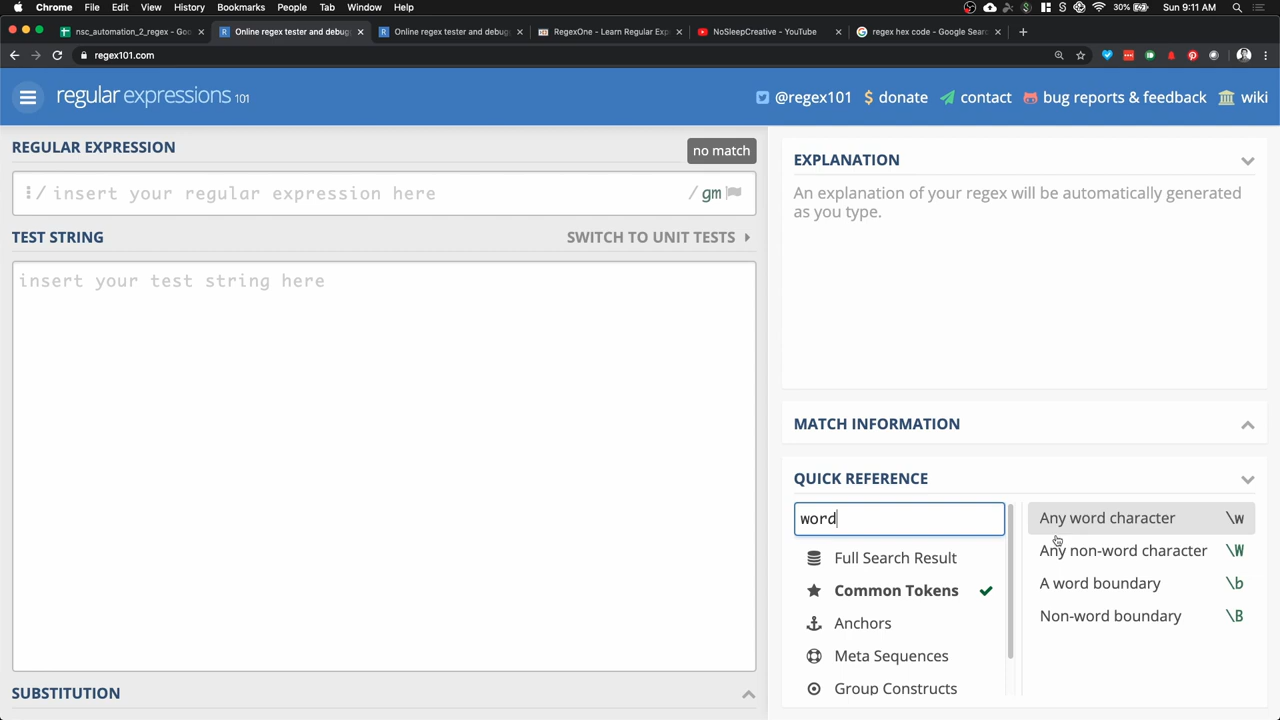 Chrome File Edit View History Bookmarks People Tab Window Help 30% Sun 9:11 AM
nsc_automation_2_regex - Goo Online regex tester and debug Online regex tester and debug RegexOne - Learn Regular Exp NoSleepCreative - YouTube regex hex code - Google Searc
regex101.com
regular expressions 101 @regex101 $ donate contact bug reports & feedback wiki
REGULAR EXPRESSION no match
/ insert your regular expression here / gm
TEST STRING SWITCH TO UNIT TESTS
insert your test string here
SUBSTITUTION
EXPLANATION
An explanation of your regex will be automatically generated
as you type.
MATCH INFORMATION
QUICK REFERENCE
word
Full Search Result
Common Tokens
Anchors
Meta Sequences
Group Constructs
Any word character \w
Any non-word character \W
A word boundary \b
Non-word boundary \B